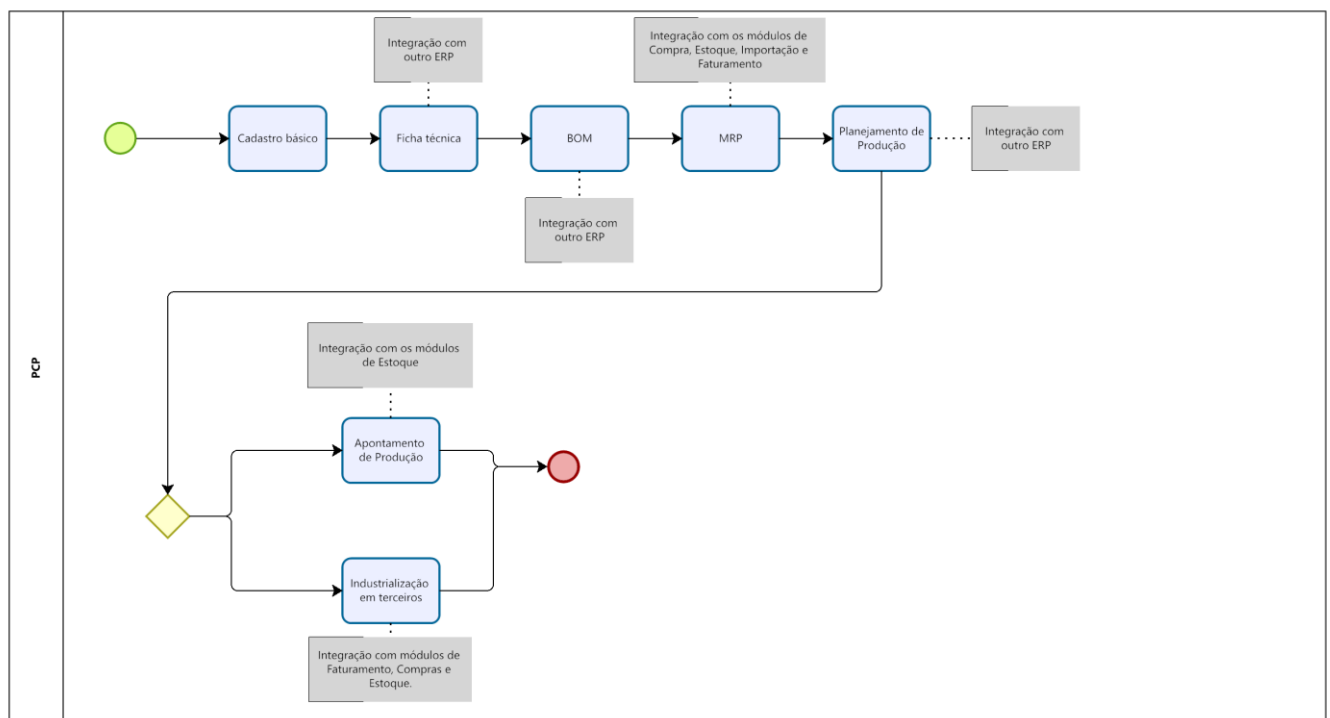 PCP
Integração com
outro ERP
Integração com os módulos de
Compra, Estoque, Importação e
Faturamento
Cadastro básico
Ficha técnica
BOM
MRP
Planejamento de
Produção
Integração com
outro ERP
Integração com
outro ERP
Integração com os módulos
de Estoque
Apontamento
de Produção
Industrialização
em terceiros
Integração com módulos de
Faturamento, Compras e
Estoque.